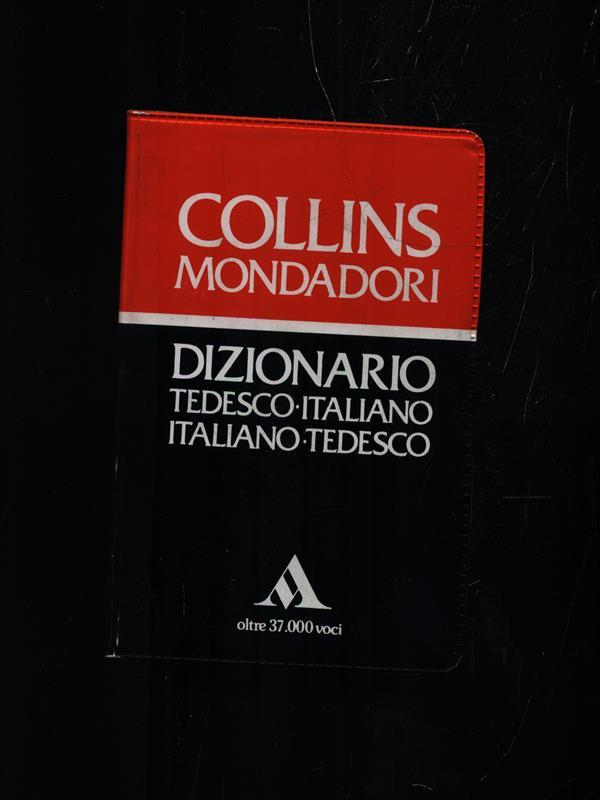 COLLINS
MONDADORI
DIZIONARIO
TEDESCO·ITALIANO
ITALIANO·TEDESCO
oltre 37.000 voci